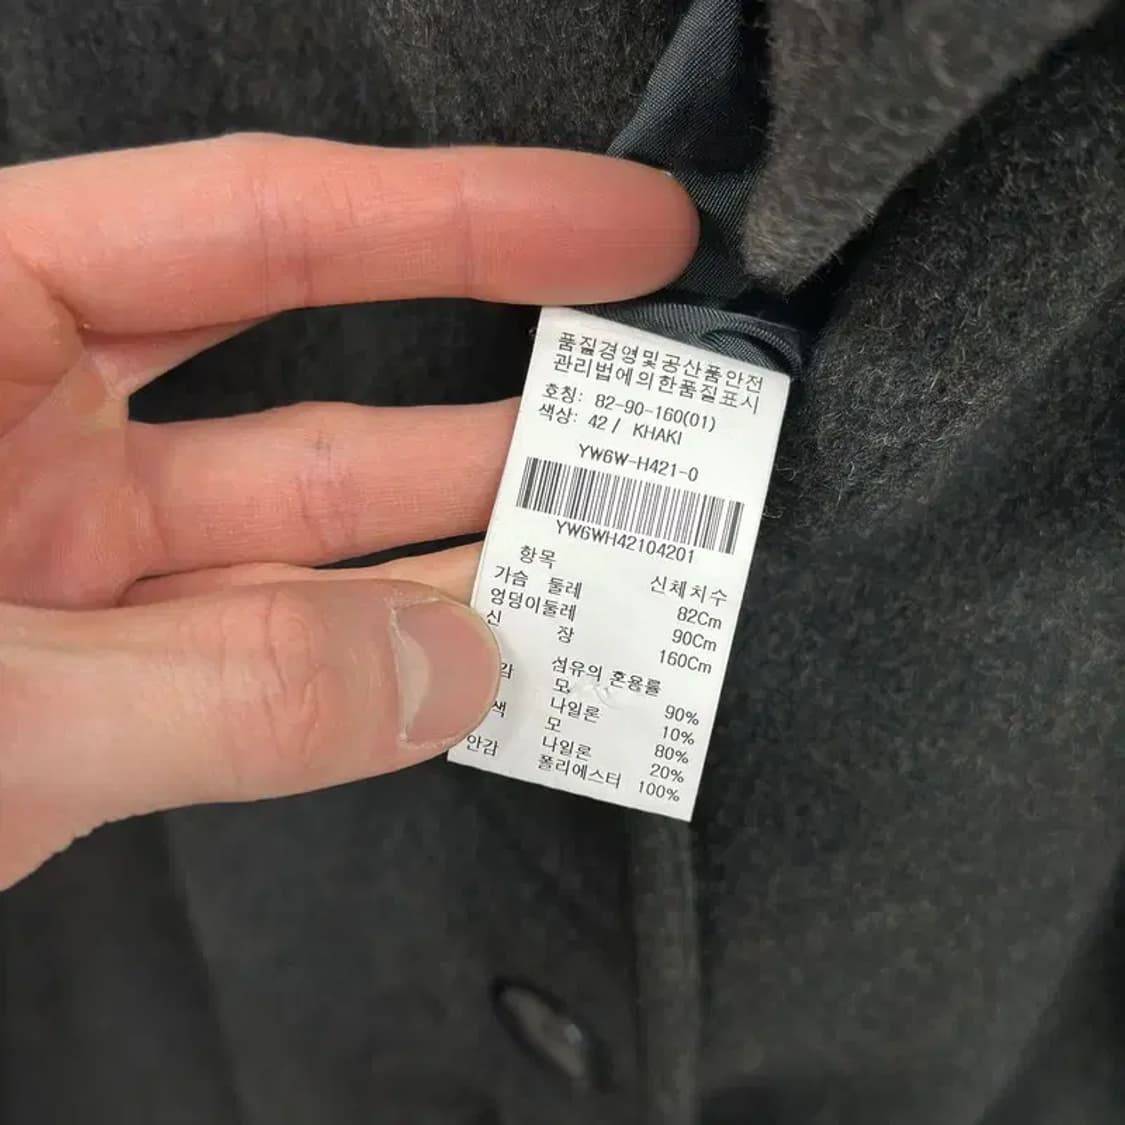 품질경영및공산품안전
관리법에의한품질표시
호칭: 82-90-160(01)
색상: 42 / KHAKI
YW6W-H421-0
YW6WH42104201
항목 신체치수
가슴 둘레 82Cm
엉덩이둘레 90Cm
신 장 160Cm
섬유의 혼용률
감 모 90%
나일론 10%
색 모 80%
나일론 20%
안감 폴리에스터 100%